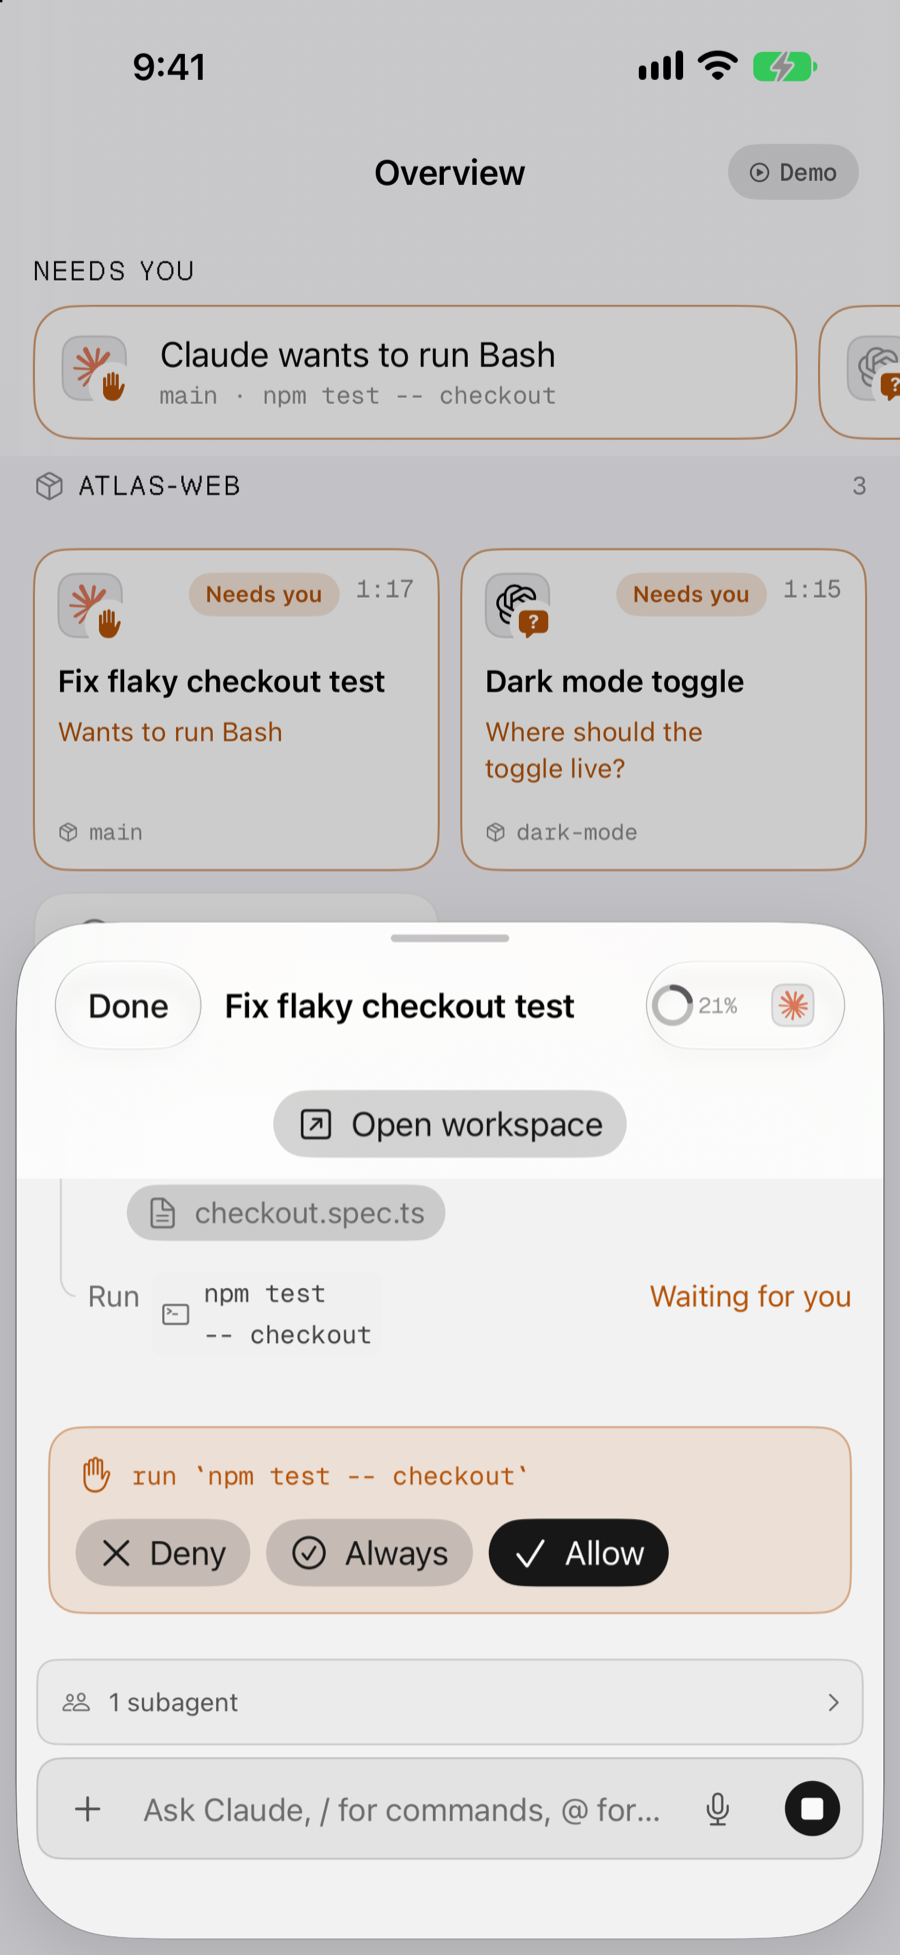 9:41
Overview
Demo
NEEDS YOU
Claude wants to run Bash
main · npm test -- checkout
ATLAS-WEB
3
Needs you
1:17
Fix flaky checkout test
Wants to run Bash
main
Needs you
1:15
Dark mode toggle
Where should the
toggle live?
dark-mode
Done
Fix flaky checkout test
21%
Open workspace
checkout.spec.ts
Run
npm test
-- checkout
Waiting for you
run `npm test -- checkout`
Deny
Always
Allow
1 subagent
Ask Claude, / for commands, @ for...